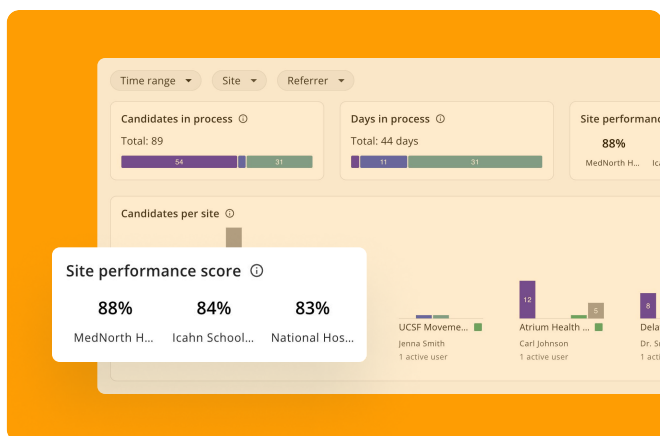 Time range Site Referrer
Candidates in process
Total: 89
54 31
Days in process
Total: 44 days
11 31
Site performanc
88%
MedNorth H... Ica
Candidates per site
Site performance score
88% 84% 83%
MedNorth H... Icahn School... National Hos...
12 5 8
UCSF Moveme... Atrium Health ... Dela
Jenna Smith Carl Johnson Dr. S
1 active user 1 active user 1 acti